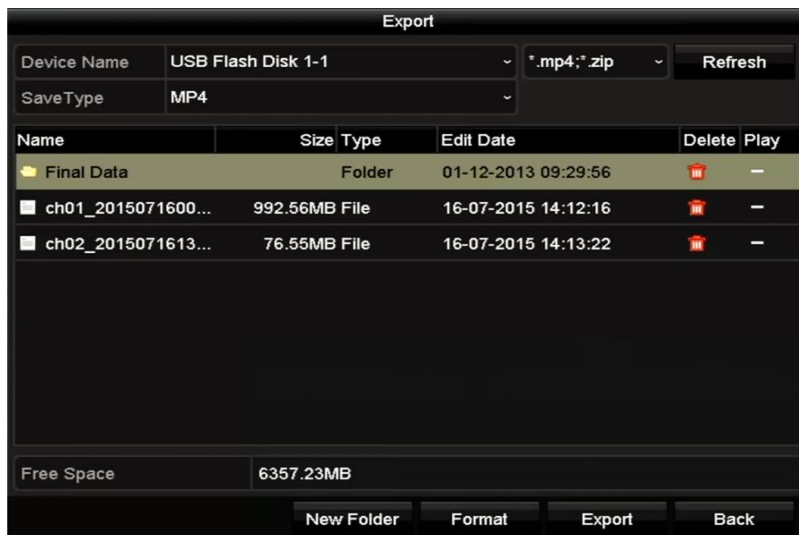 Export
Device Name USB Flash Disk 1-1 *.mp4;*.zip Refresh
SaveType MP4
Name Size Type Edit Date Delete Play
Final Data Folder 01-12-2013 09:29:56
ch01_2015071600... 992.56MB File 16-07-2015 14:12:16
ch02_2015071613... 76.55MB File 16-07-2015 14:13:22
Free Space 6357.23MB
New Folder Format Export Back